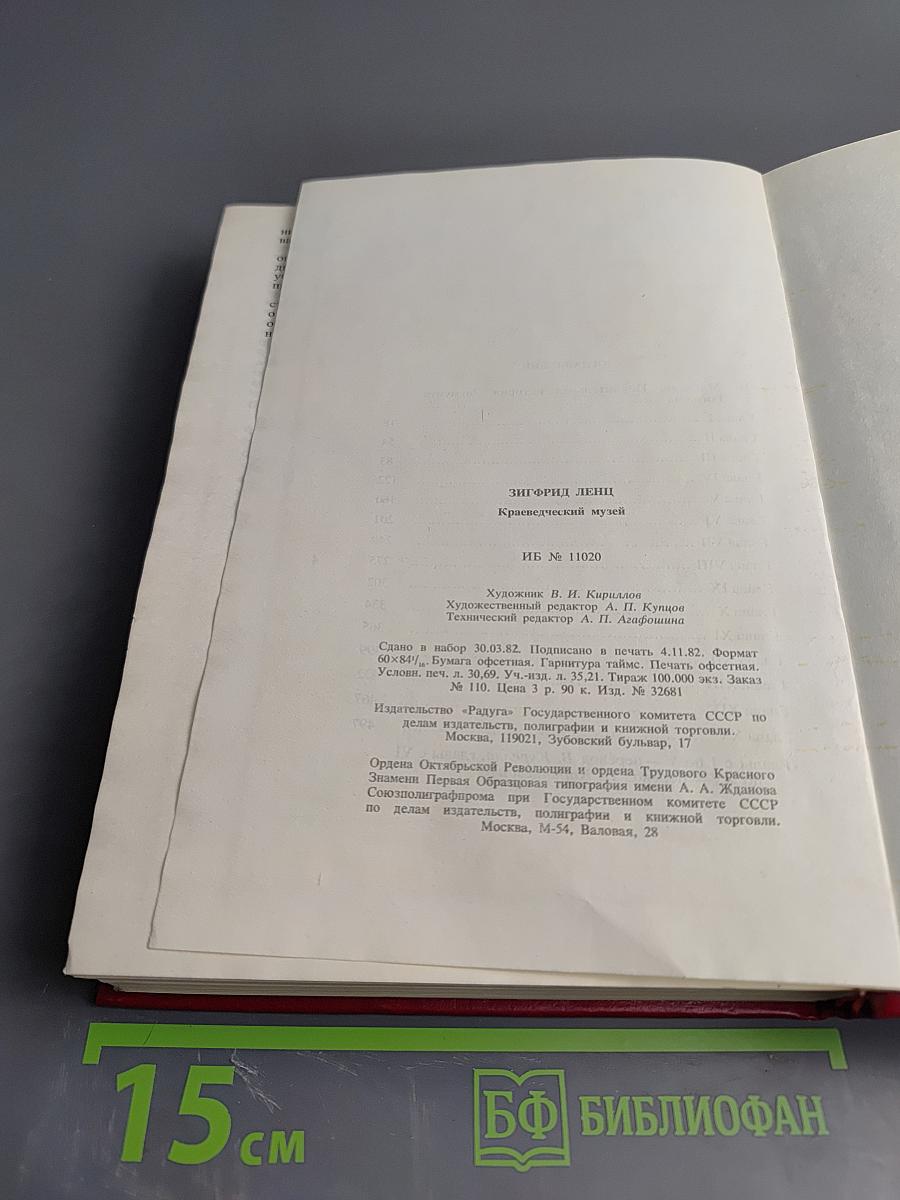 ЗИГФРИД ЛЕНЦ
Краеведческий музей
ИБ № 11020
Художник В. И. Кириллов
Художественный редактор А. П. Купцов
Технический редактор А. П. Агафошина
Сдано в набор 30.03.82. Подписано в печать 4.11.82. Формат
60×84¹/₁₆. Бумага офсетная. Гарнитура таймс. Печать офсетная.
Условн. печ. л. 30,69. Уч.-изд. л. 35,21. Тираж 100.000 экз. Заказ
№ 110. Цена 3 р. 90 к. Изд. № 32681
Издательство «Радуга» Государственного комитета СССР по
делам издательств, полиграфии и книжной торговли.
Москва, 119021, Зубовский бульвар, 17
Ордена Октябрьской Революции и ордена Трудового Красного
Знамени Первая Образцовая типография имени А. А. Жданова
Союзполиграфпрома при Государственном комитете СССР
по делам издательств, полиграфии и книжной торговли.
Москва, М-54, Валовая, 28
15 см
БФ БИБЛИОФАН